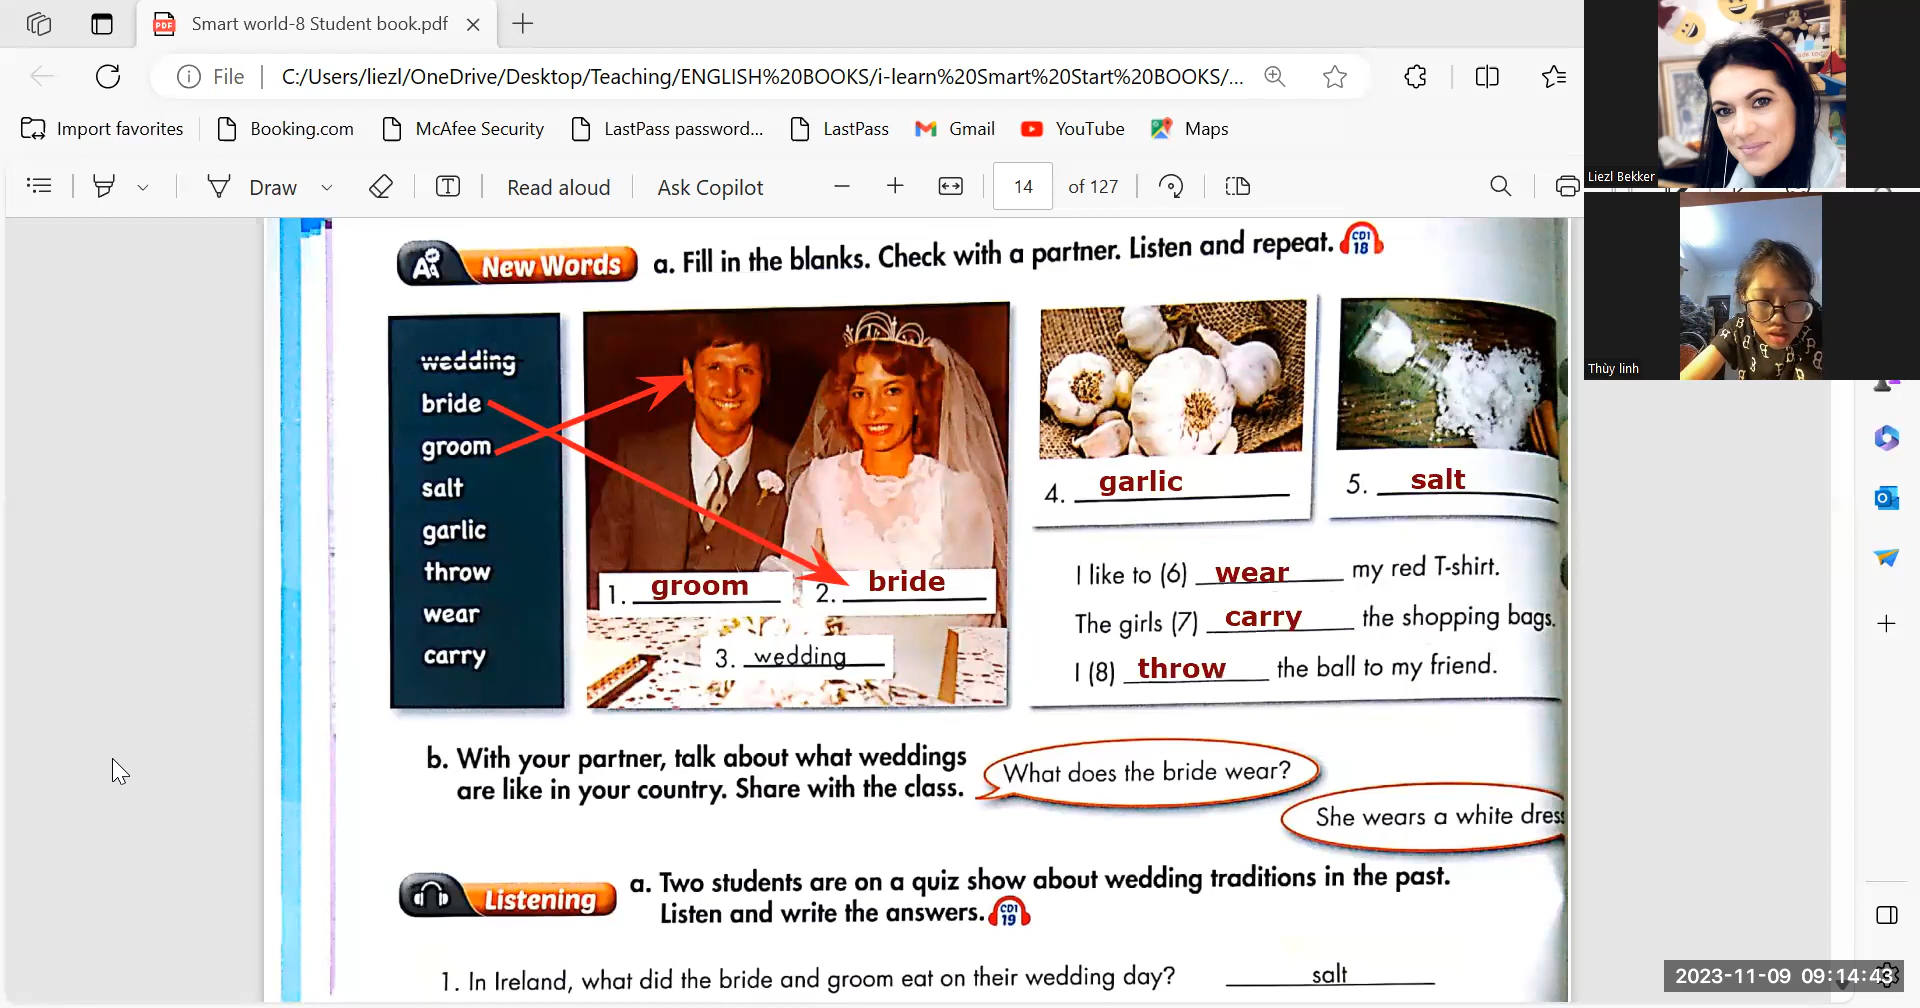 Smart world-8 Student book.pdf
File
C:/Users/liezl/OneDrive/Desktop/Teaching/ENGLISH%20BOOKS/i-learn%20Smart%20Start%20BOOKS/...
Import favorites
Booking.com
McAfee Security
LastPass password...
LastPass
Gmail
YouTube
Maps
Draw
Read aloud
Ask Copilot
14
of 127
Liezl Bekker
Thùy linh
New Words
a. Fill in the blanks. Check with a partner. Listen and repeat.
CD1
18
wedding
bride
groom
salt
garlic
throw
wear
carry
1. groom
2. bride
3. wedding
4. garlic
5. salt
I like to (6) wear my red T-shirt.
The girls (7) carry the shopping bags.
I (8) throw the ball to my friend.
b. With your partner, talk about what weddings
are like in your country. Share with the class.
What does the bride wear?
She wears a white dress
Listening
a. Two students are on a quiz show about wedding traditions in the past.
Listen and write the answers.
CD1
19
1. In Ireland, what did the bride and groom eat on their wedding day? salt
2023-11-09 09:14:43